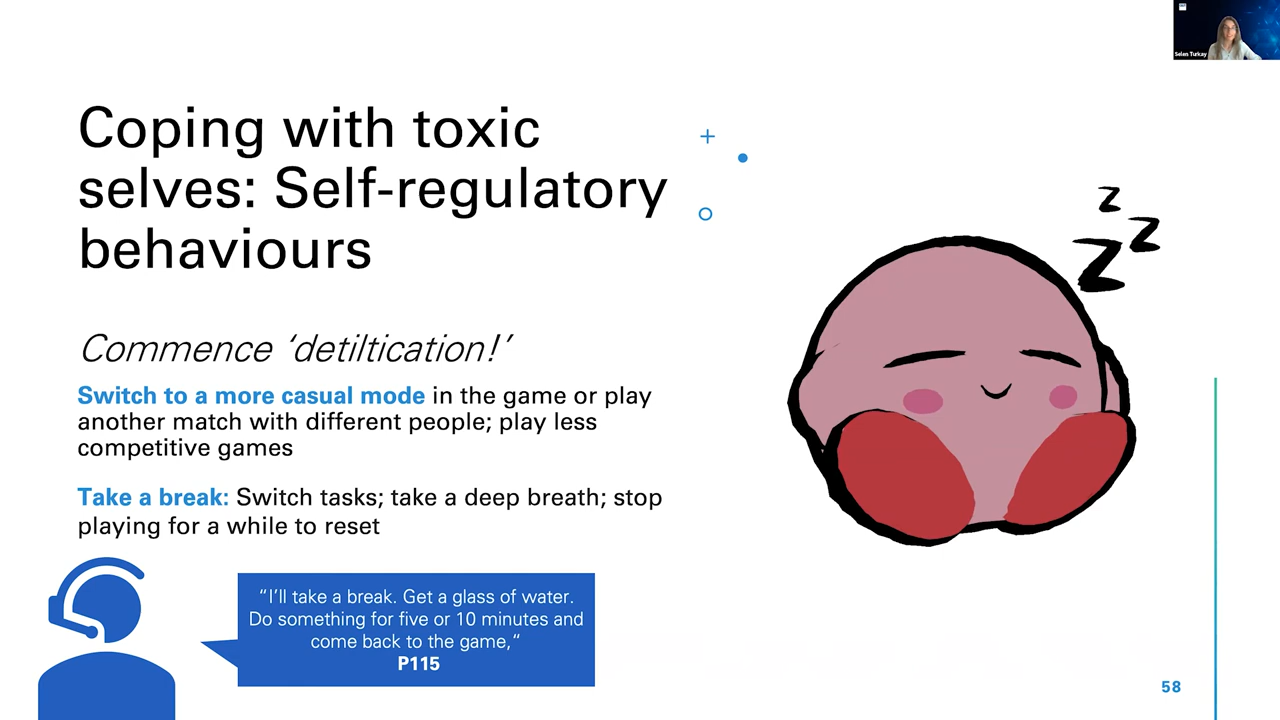 Selen Turkay
Coping with toxic
selves: Self-regulatory
behaviours
z
z
z
Commence ‘detiltication!’
Switch to a more casual mode in the game or play
another match with different people; play less
competitive games
Take a break: Switch tasks; take a deep breath; stop
playing for a while to reset
“I’ll take a break. Get a glass of water.
Do something for five or 10 minutes and
come back to the game,“
P115
58